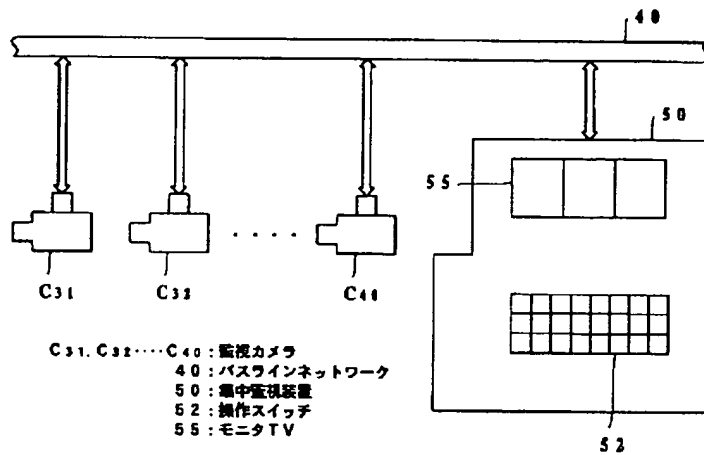 40
50
55
C31 C32 ‥‥ C40
C31, C32‥‥C40：監視カメラ
40：バスラインネットワーク
50：集中監視装置
52：操作スイッチ
55：モニタTV
52